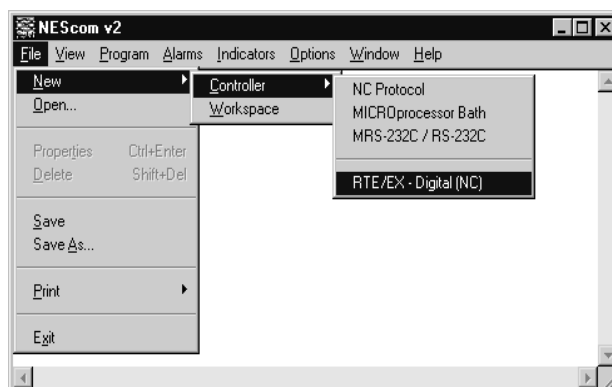 NEScom v2
File View Program Alarms Indicators Options Window Help
New
Open...
Properties Ctrl+Enter
Delete Shift+Del
Save
Save As...
Print
Exit
Controller
Workspace
NC Protocol
MICROprocessor Bath
MRS-232C / RS-232C
RTE/EX - Digital (NC)